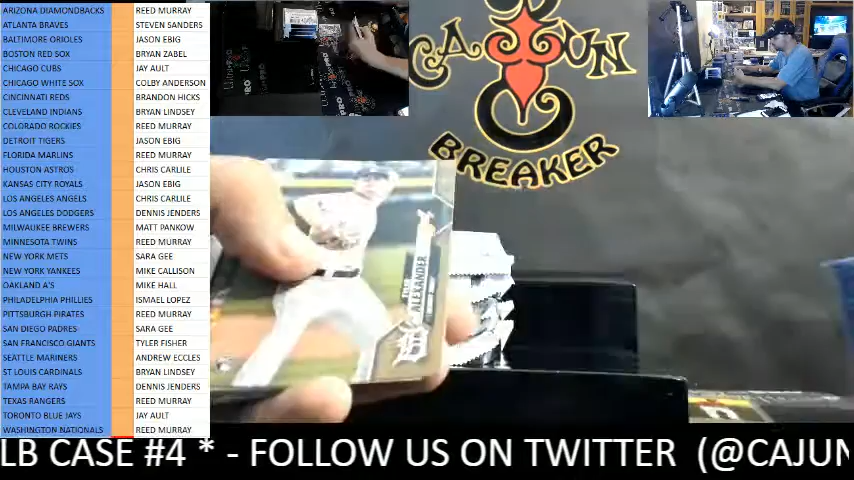 ARIZONA DIAMONDBACKS REED MURRAY
ATLANTA BRAVES STEVEN SANDERS
BALTIMORE ORIOLES JASON EBIG
BOSTON RED SOX BRYAN ZABEL
CHICAGO CUBS JAY AULT
CHICAGO WHITE SOX COLBY ANDERSON
CINCINNATI REDS BRANDON HICKS
CLEVELAND INDIANS BRYAN LINDSEY
COLORADO ROCKIES REED MURRAY
DETROIT TIGERS JASON EBIG
FLORIDA MARLINS REED MURRAY
HOUSTON ASTROS CHRIS CARLILE
KANSAS CITY ROYALS JASON EBIG
LOS ANGELES ANGELS CHRIS CARLILE
LOS ANGELES DODGERS DENNIS JENDERS
MILWAUKEE BREWERS MATT PANKOW
MINNESOTA TWINS REED MURRAY
NEW YORK METS SARA GEE
NEW YORK YANKEES MIKE CALLISON
OAKLAND A'S MIKE HALL
PHILADELPHIA PHILLIES ISMAEL LOPEZ
PITTSBURGH PIRATES REED MURRAY
SAN DIEGO PADRES SARA GEE
SAN FRANCISCO GIANTS TYLER FISHER
SEATTLE MARINERS ANDREW ECCLES
ST LOUIS CARDINALS BRYAN LINDSEY
TAMPA BAY RAYS DENNIS JENDERS
TEXAS RANGERS REED MURRAY
TORONTO BLUE JAYS JAY AULT
WASHINGTON NATIONALS REED MURRAY
CAJUN
BREAKER
ALEXANDER
LB CASE #4 * - FOLLOW US ON TWITTER (@CAJUN